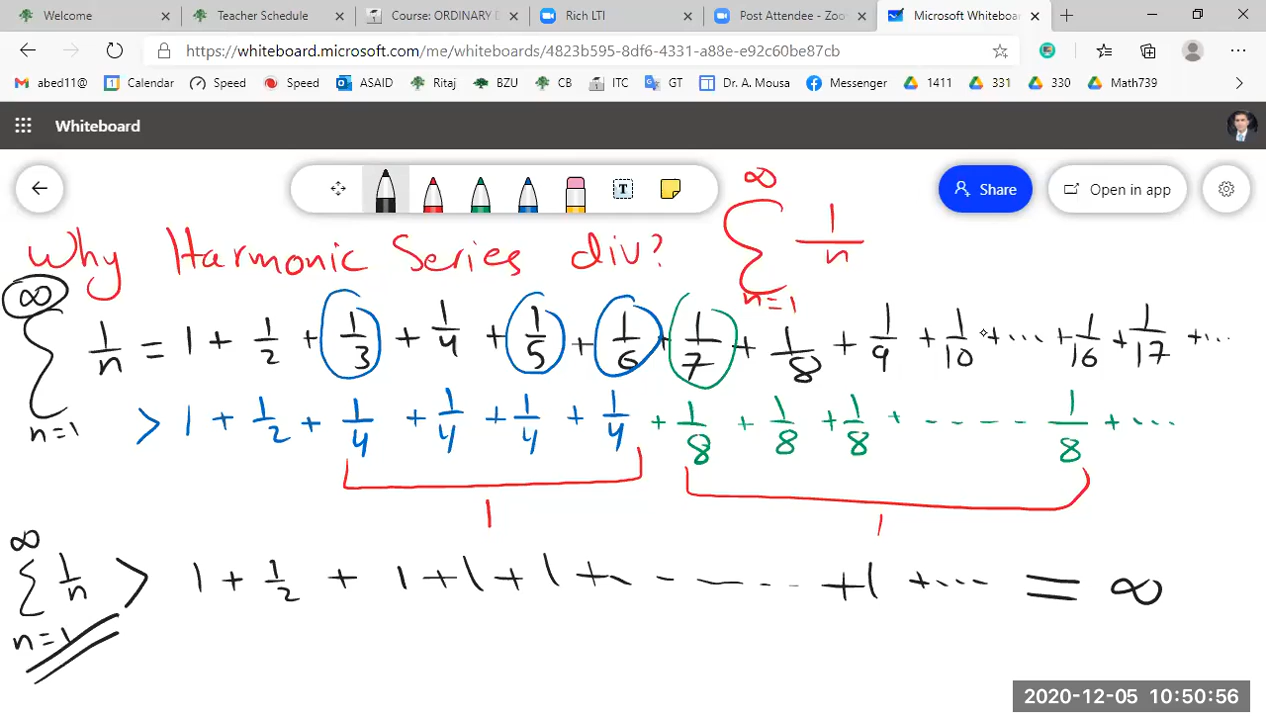 Welcome Teacher Schedule Course: ORDINARY D Rich LTI Post Attendee - Zoo Microsoft Whiteboa
https://whiteboard.microsoft.com/me/whiteboards/4823b595-8df6-4331-a88e-e92c60be87cb
abed11@ Calendar Speed Speed ASAID Ritaj BZU CB ITC GT Dr. A. Mousa Messenger 1411 331 330 Math739
Whiteboard
T Share Open in app
Why Harmonic Series div? ∞ Σ n=1 1/n
∞ Σ n=1 1/n = 1 + 1/2 + 1/3 + 1/4 + 1/5 + 1/6 + 1/7 + 1/8 + 1/9 + 1/10 + ... + 1/16 + 1/17 + ...
> 1 + 1/2 + 1/4 + 1/4 + 1/4 + 1/4 + 1/8 + 1/8 + 1/8 + - - - - - 1/8 + ...
1 1
∞ Σ n=1 1/n > 1 + 1/2 + 1 + 1 + 1 + - - - - - +1 + ... = ∞
2020-12-05 10:50:56